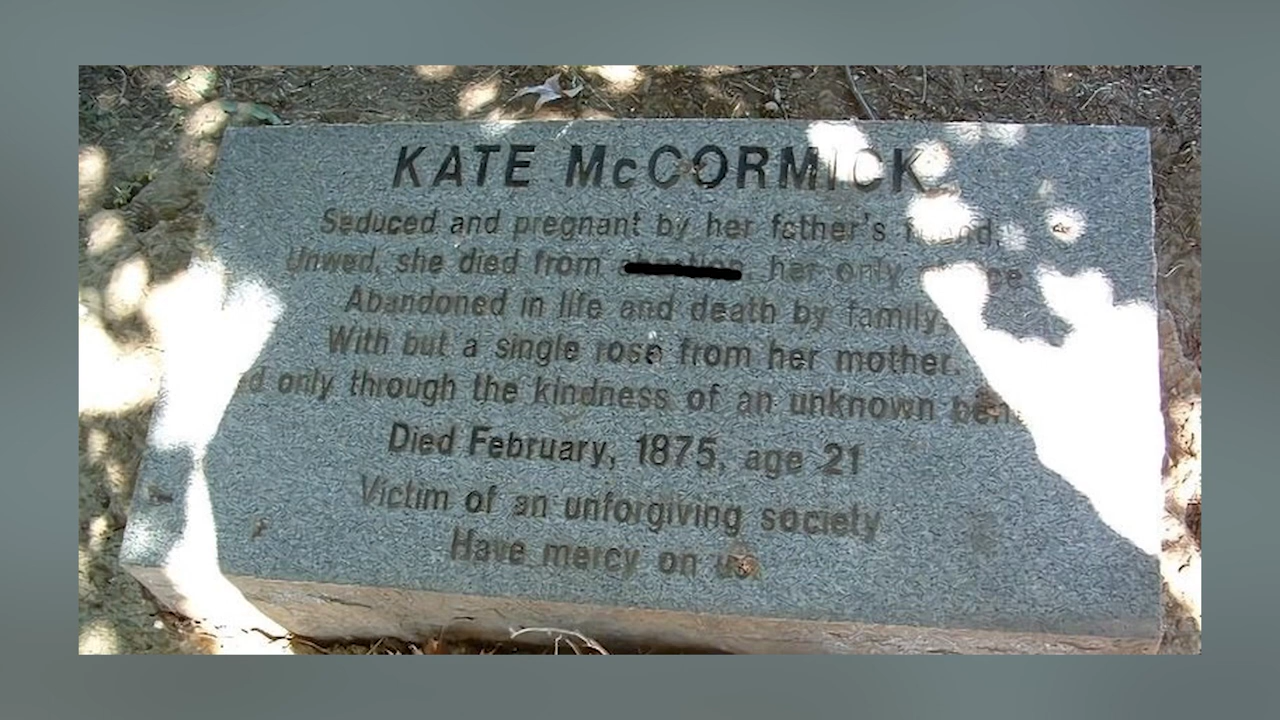 KATE McCORMICK
Seduced and pregnant by her father's friend,
Unwed, she died from her only
Abandoned in life and death by family,
With but a single rose from her mother.
only through the kindness of an unknown
Died February, 1875, age 21
Victim of an unforgiving society
Have mercy on us.